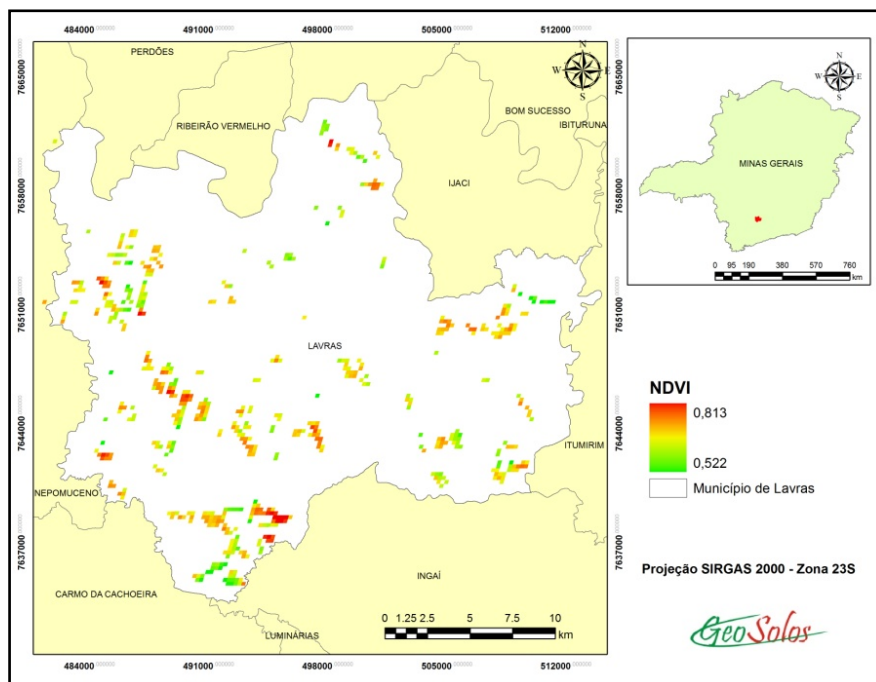 484000 491000 498000 505000 512000
PERDÕES
7665000
7665000
N
W E
S
N
W E
S
BOM SUCESSO
RIBEIRÃO VERMELHO
IBITURUNA
7658000
IJACI
7658000
MINAS GERAIS
0 95 190 380 570 760
km
7651000
7651000
LAVRAS
NDVI
0,813
0,522
7644000
7644000
ITUMIRIM
NEPOMUCENO
Município de Lavras
7637000
7637000
Projeção SIRGAS 2000 - Zona 23S
INGAÍ
CARMO DA CACHOEIRA
LUMINÁRIAS
0 1.25 2.5 5 7.5 10
km
GeoSolos
484000 491000 498000 505000 512000